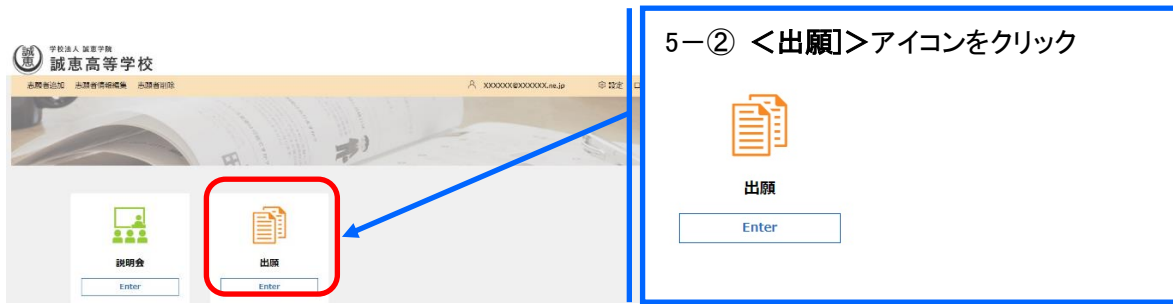 学校法人 誠恵学院
誠恵高等学校
志願者追加 志願者情報編集 志願者削除 XXXXXX@XXXXXX.ne.jp 設定
説明会
Enter
出願
Enter
5－② ＜出願]＞アイコンをクリック
出願
Enter